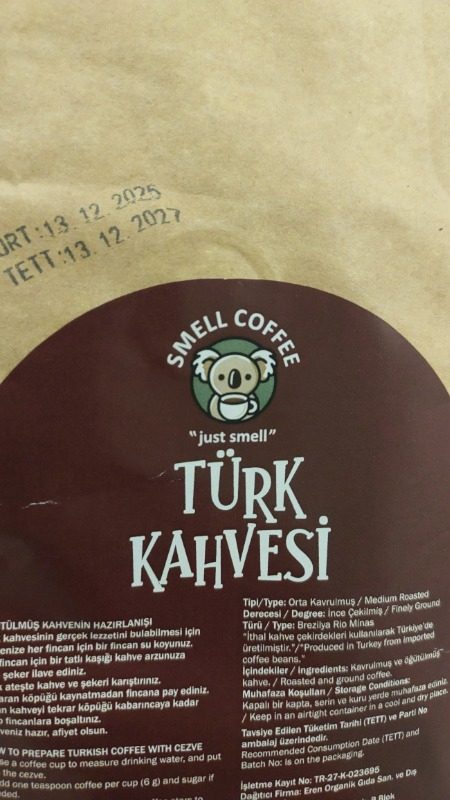 ÜRT:13.12.2025
TETT:13.12.2027
SMELL COFFEE
"just smell"
TÜRK
KAHVESİ
Tipi/Type: Orta Kavrulmuş / Medium Roasted
Derecesi / Degree: İnce Çekilmiş / Finely Ground
Türü / Type: Brezilya Rio Minas
"İthal kahve çekirdekleri kullanılarak Türkiye'de
üretilmiştir."/"Produced in Turkey from imported
coffee beans."
İçindekiler / Ingredients: Kavrulmuş ve öğütülmüş
kahve. / Roasted and ground coffee.
Muhafaza Koşulları / Storage Conditions:
Kapalı bir kapta, serin ve kuru yerde muhafaza ediniz.
/ Keep in an airtight container in a cool and dry place.
Tavsiye Edilen Tüketim Tarihi (TETT) ve Parti No
ambalaj üzerindedir.
Recommended Consumption Date (TETT) and
Batch No: is on the packaging.
İşletme Kayıt No: TR-27-K-023695
Dağıtıcı Firma: Eren Organik Gıda San. ve Dış
TÜLMÜŞ KAHVENİN HAZIRLANIŞI
kahvesinin gerçek lezzetini bulabilmesi için
enize her fincan için bir fincan su koyunuz.
fincan için bir tatlı kaşığı kahve arzunuza
şeker ilave ediniz.
k ateşte kahve ve şekeri karıştırınız.
aran köpüğü kaynatmadan fincana pay ediniz.
n kahveyi tekrar köpüğü kabarıncaya kadar
p fincanlara boşaltınız.
veniz hazır, afiyet olsun.
W TO PREPARE TURKISH COFFEE WITH CEZVE
se a coffee cup to measure drinking water, and put
the cezve.
dd one teaspoon coffee per cup (6 g) and sugar if
eded.